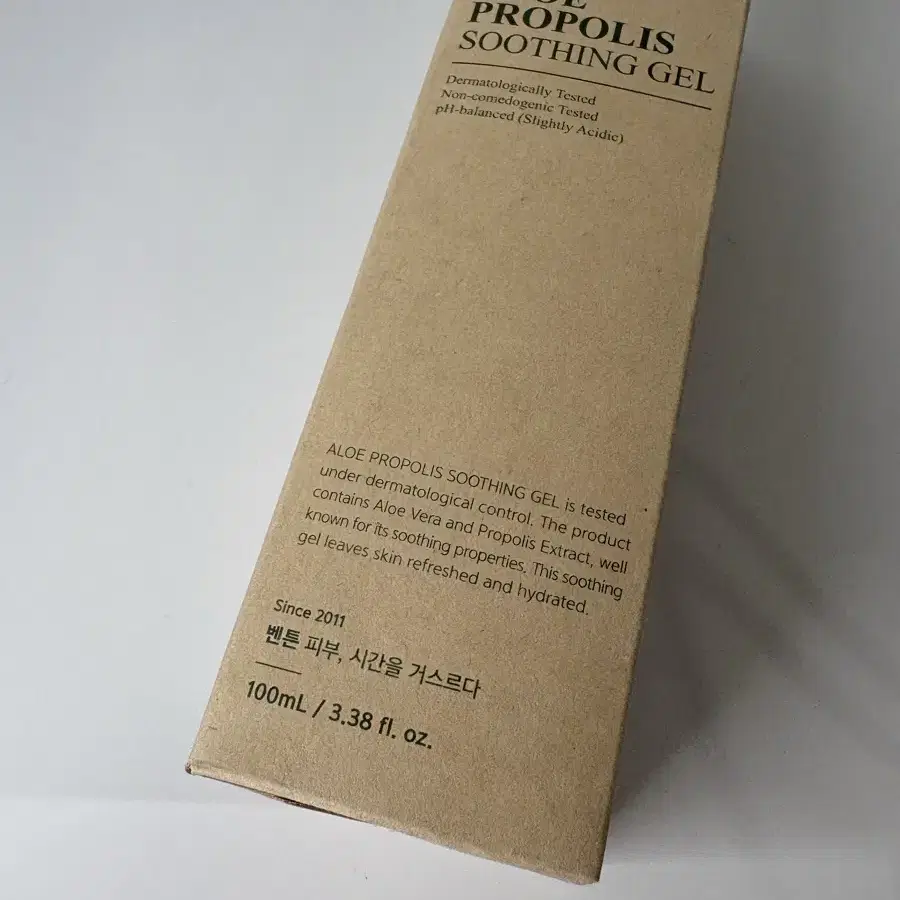 PROPOLIS
SOOTHING GEL
Dermatologically Tested
Non-comedogenic Tested
pH-balanced (Slightly Acidic)
ALOE PROPOLIS SOOTHING GEL is tested
under dermatological control. The product
contains Aloe Vera and Propolis Extract, well
known for its soothing properties. This soothing
gel leaves skin refreshed and hydrated.
Since 2011
벤튼 피부, 시간을 거스르다
100mL / 3.38 fl. oz.